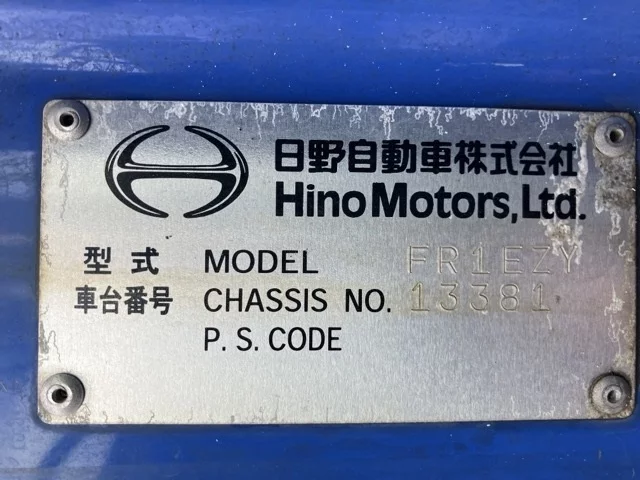 日野自動車株式会社
Hino Motors, Ltd.
型式 MODEL FR1EZY
車台番号 CHASSIS NO. 13381
P. S. CODE